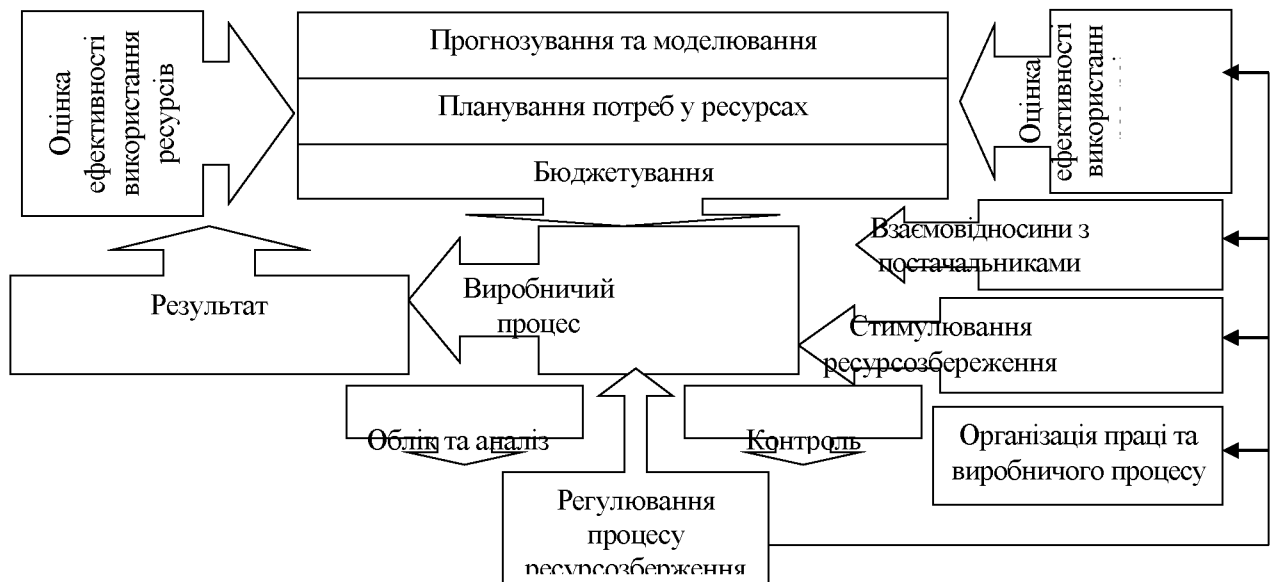 Оцінка
ефективності
використання
ресурсів
Прогнозування та моделювання
Планування потреб у ресурсах
Бюджетування
Оцінка
ефективності
використанн
Взаємовідносини з
постачальниками
Результат
Виробничий
процес
Стимулювання
ресурсозбереження
Облік та аналіз
Контроль
Організація праці та
виробничого процесу
Регулювання
процесу
ресурсозберження